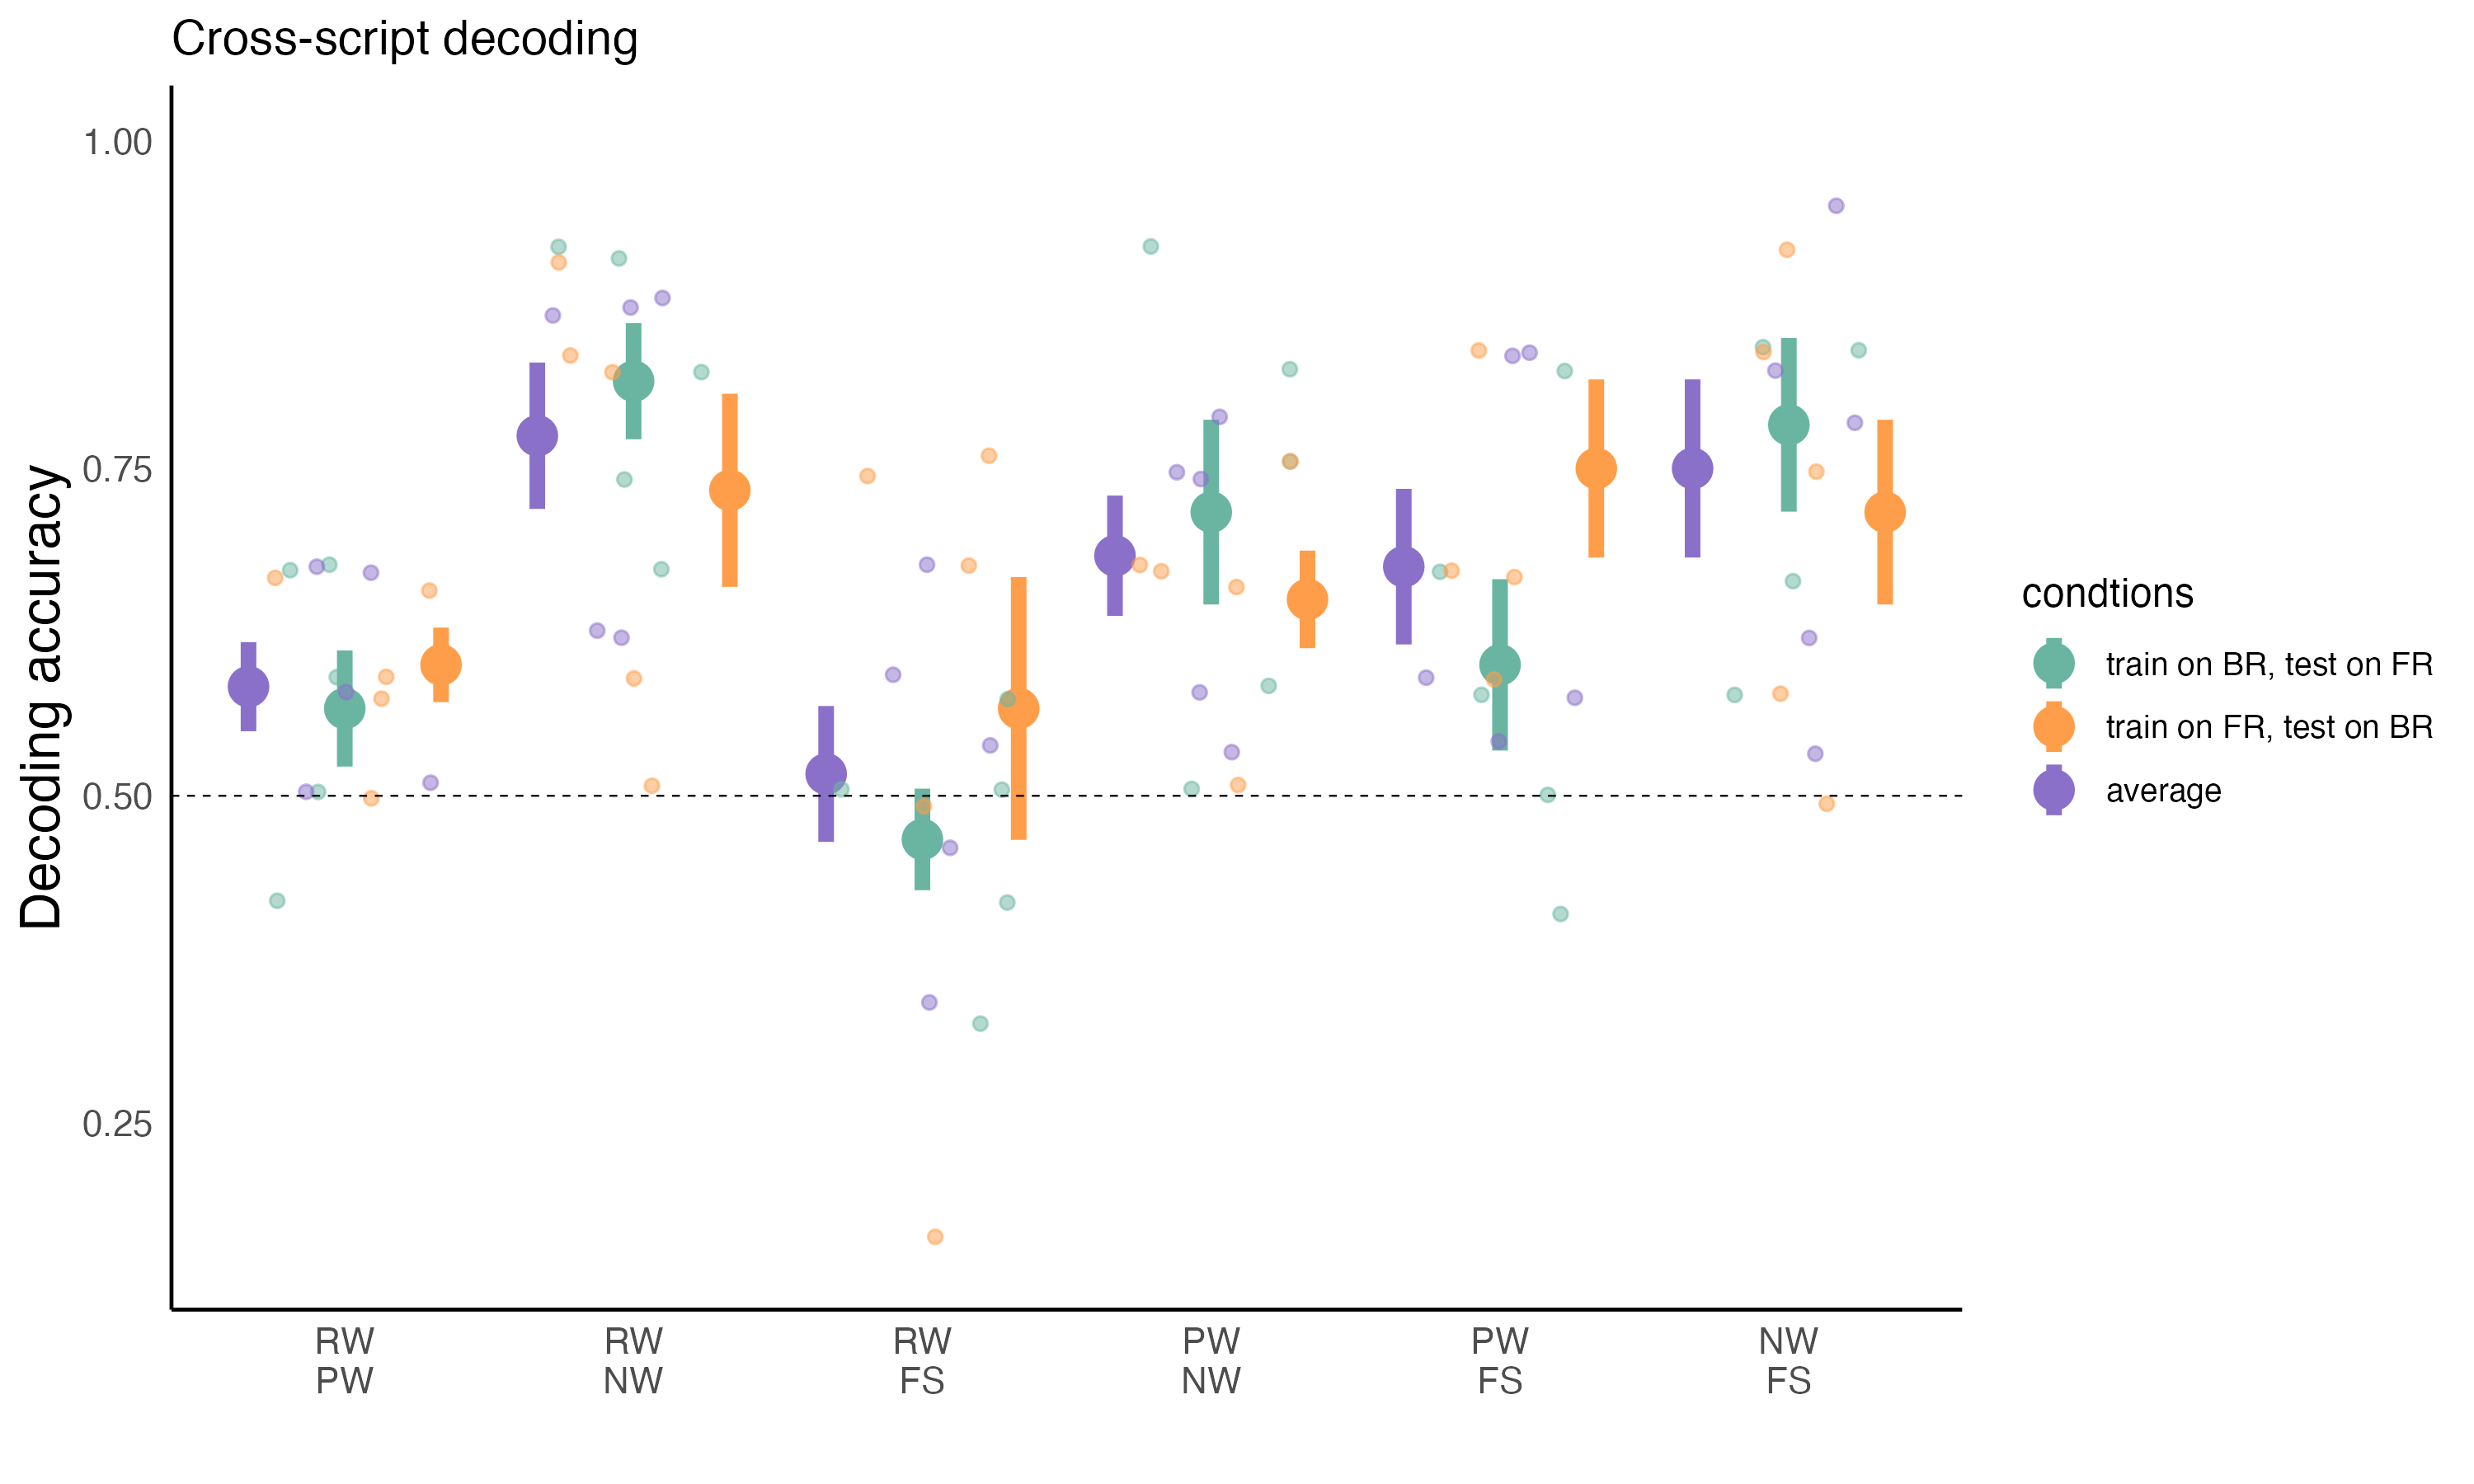 Cross-script decoding
Decoding accuracy
1.00
0.75
0.50
0.25
RW
PW
RW
NW
RW
FS
PW
NW
PW
FS
NW
FS
condtions
train on BR, test on FR
train on FR, test on BR
average